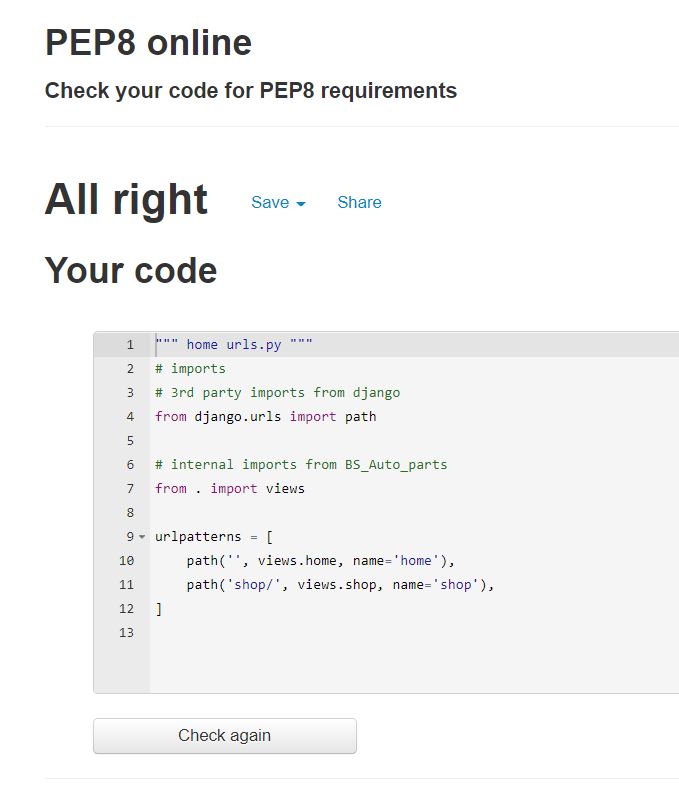 PEP8 online
Check your code for PEP8 requirements
All right Save Share
Your code
1 """ home urls.py """
2 # imports
3 # 3rd party imports from django
4 from django.urls import path
5
6 # internal imports from BS_Auto_parts
7 from . import views
8
9 urlpatterns = [
10     path('', views.home, name='home'),
11     path('shop/', views.shop, name='shop'),
12 ]
13
Check again